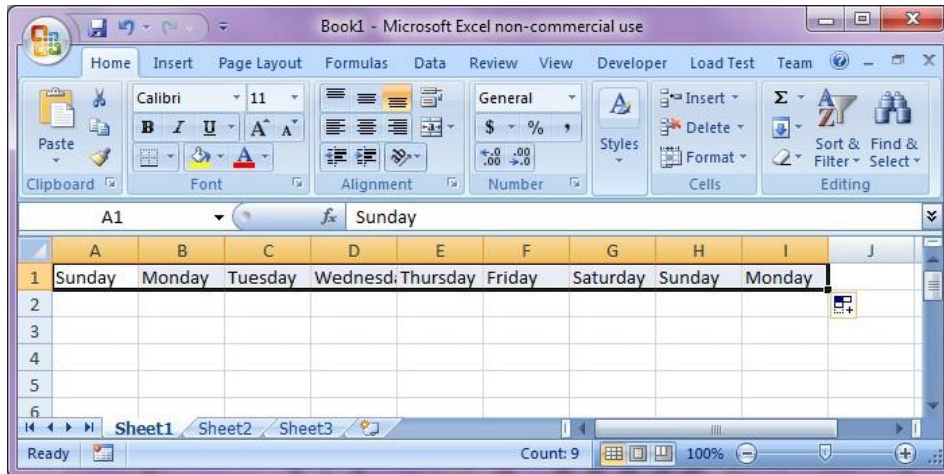 Book1 - Microsoft Excel non-commercial use
Home Insert Page Layout Formulas Data Review View Developer Load Test Team
Calibri 11 General Insert Σ
B I U A A $ % , Styles Delete Sort & Find &
Paste A .0 .00 .00 .0 Format Filter Select
Clipboard Font Alignment Number Cells Editing
A1 fx Sunday
A B C D E F G H I J
1 Sunday Monday Tuesday Wednesda Thursday Friday Saturday Sunday Monday
2
3
4
5
6
Sheet1 Sheet2 Sheet3
Ready Count: 9 100%